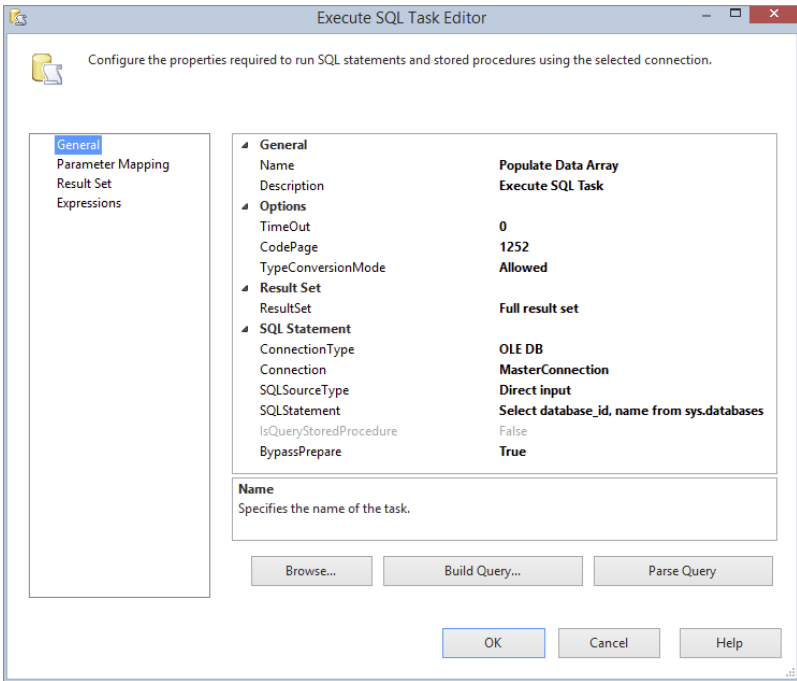 Execute SQL Task Editor
Configure the properties required to run SQL statements and stored procedures using the selected connection.
General
Parameter Mapping
Result Set
Expressions
General
Name Populate Data Array
Description Execute SQL Task
Options
TimeOut 0
CodePage 1252
TypeConversionMode Allowed
Result Set
ResultSet Full result set
SQL Statement
ConnectionType OLE DB
Connection MasterConnection
SQLSourceType Direct input
SQLStatement Select database_id, name from sys.databases
IsQueryStoredProcedure False
BypassPrepare True
Name
Specifies the name of the task.
Browse... Build Query... Parse Query
OK Cancel Help